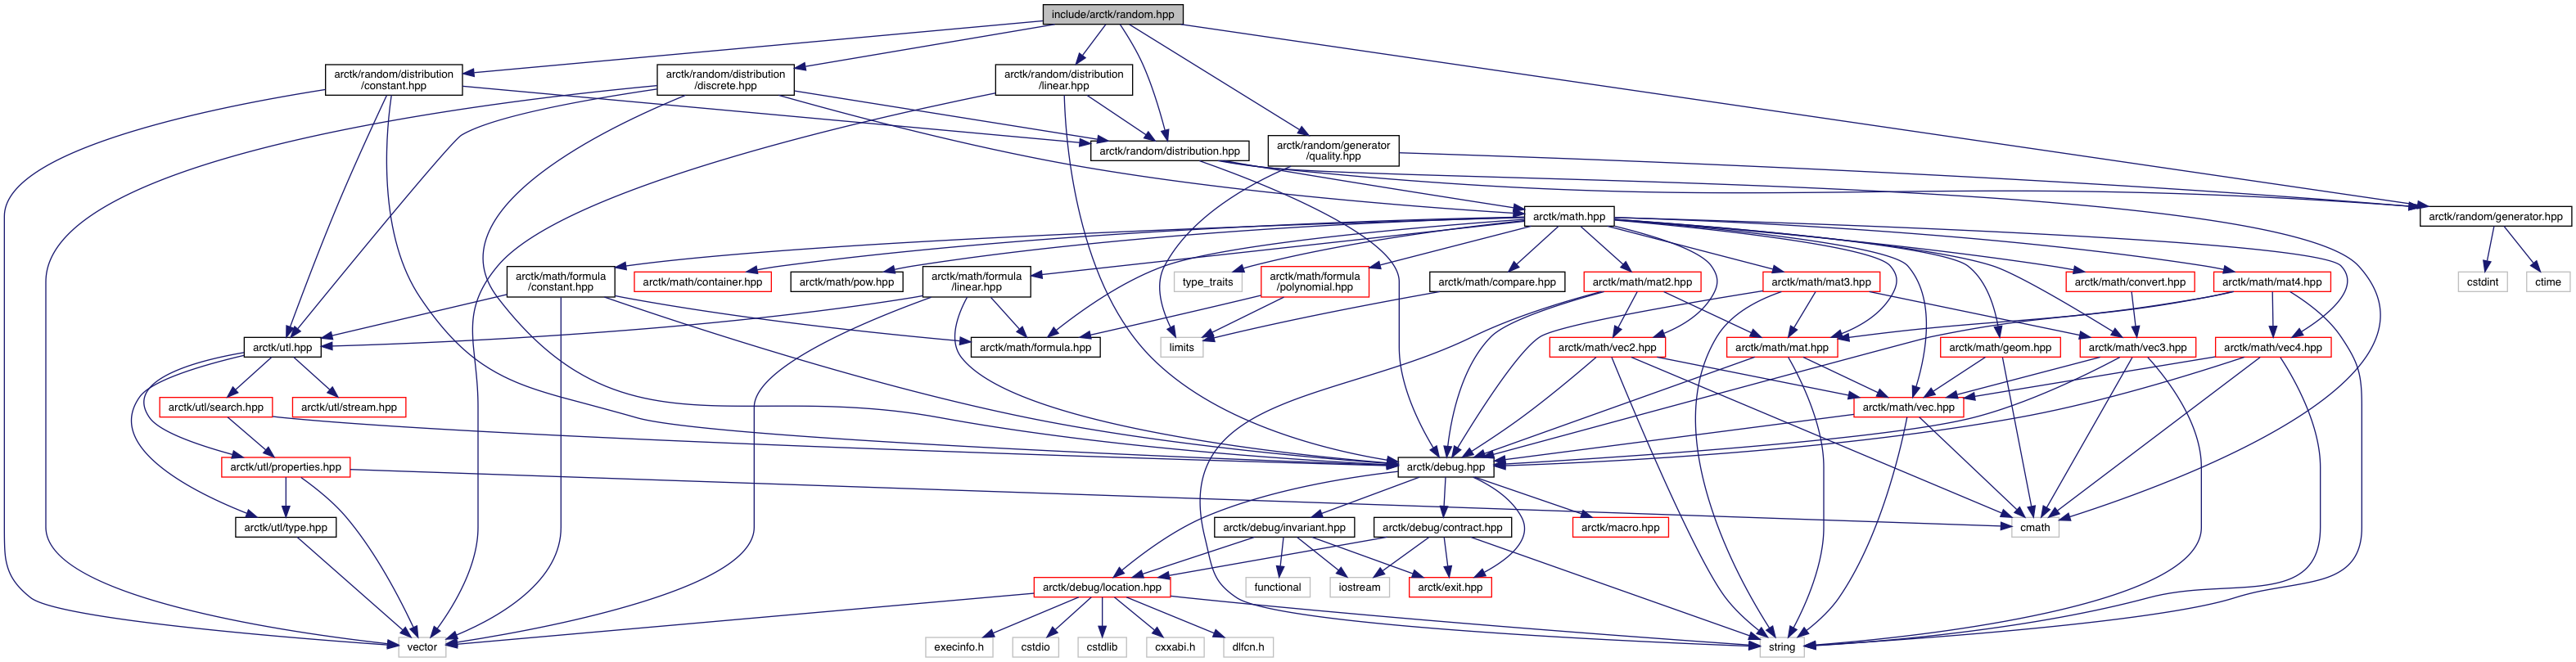 include/arctk/random.hpp
arctk/random/distribution
/constant.hpp
arctk/random/distribution
/discrete.hpp
arctk/random/distribution
/linear.hpp
arctk/random/distribution.hpp
arctk/random/generator
/quality.hpp
arctk/math.hpp
arctk/random/generator.hpp
arctk/math/formula
/constant.hpp
arctk/math/container.hpp
arctk/math/pow.hpp
arctk/math/formula
/linear.hpp
type_traits
arctk/math/formula
/polynomial.hpp
arctk/math/compare.hpp
arctk/math/mat2.hpp
arctk/math/mat3.hpp
arctk/math/convert.hpp
arctk/math/mat4.hpp
cstdint
ctime
arctk/utl.hpp
arctk/math/formula.hpp
limits
arctk/math/vec2.hpp
arctk/math/mat.hpp
arctk/math/geom.hpp
arctk/math/vec3.hpp
arctk/math/vec4.hpp
arctk/utl/search.hpp
arctk/utl/stream.hpp
arctk/math/vec.hpp
arctk/utl/properties.hpp
arctk/debug.hpp
arctk/utl/type.hpp
arctk/debug/invariant.hpp
arctk/debug/contract.hpp
arctk/macro.hpp
cmath
arctk/debug/location.hpp
functional
iostream
arctk/exit.hpp
vector
execinfo.h
cstdio
cstdlib
cxxabi.h
dlfcn.h
string